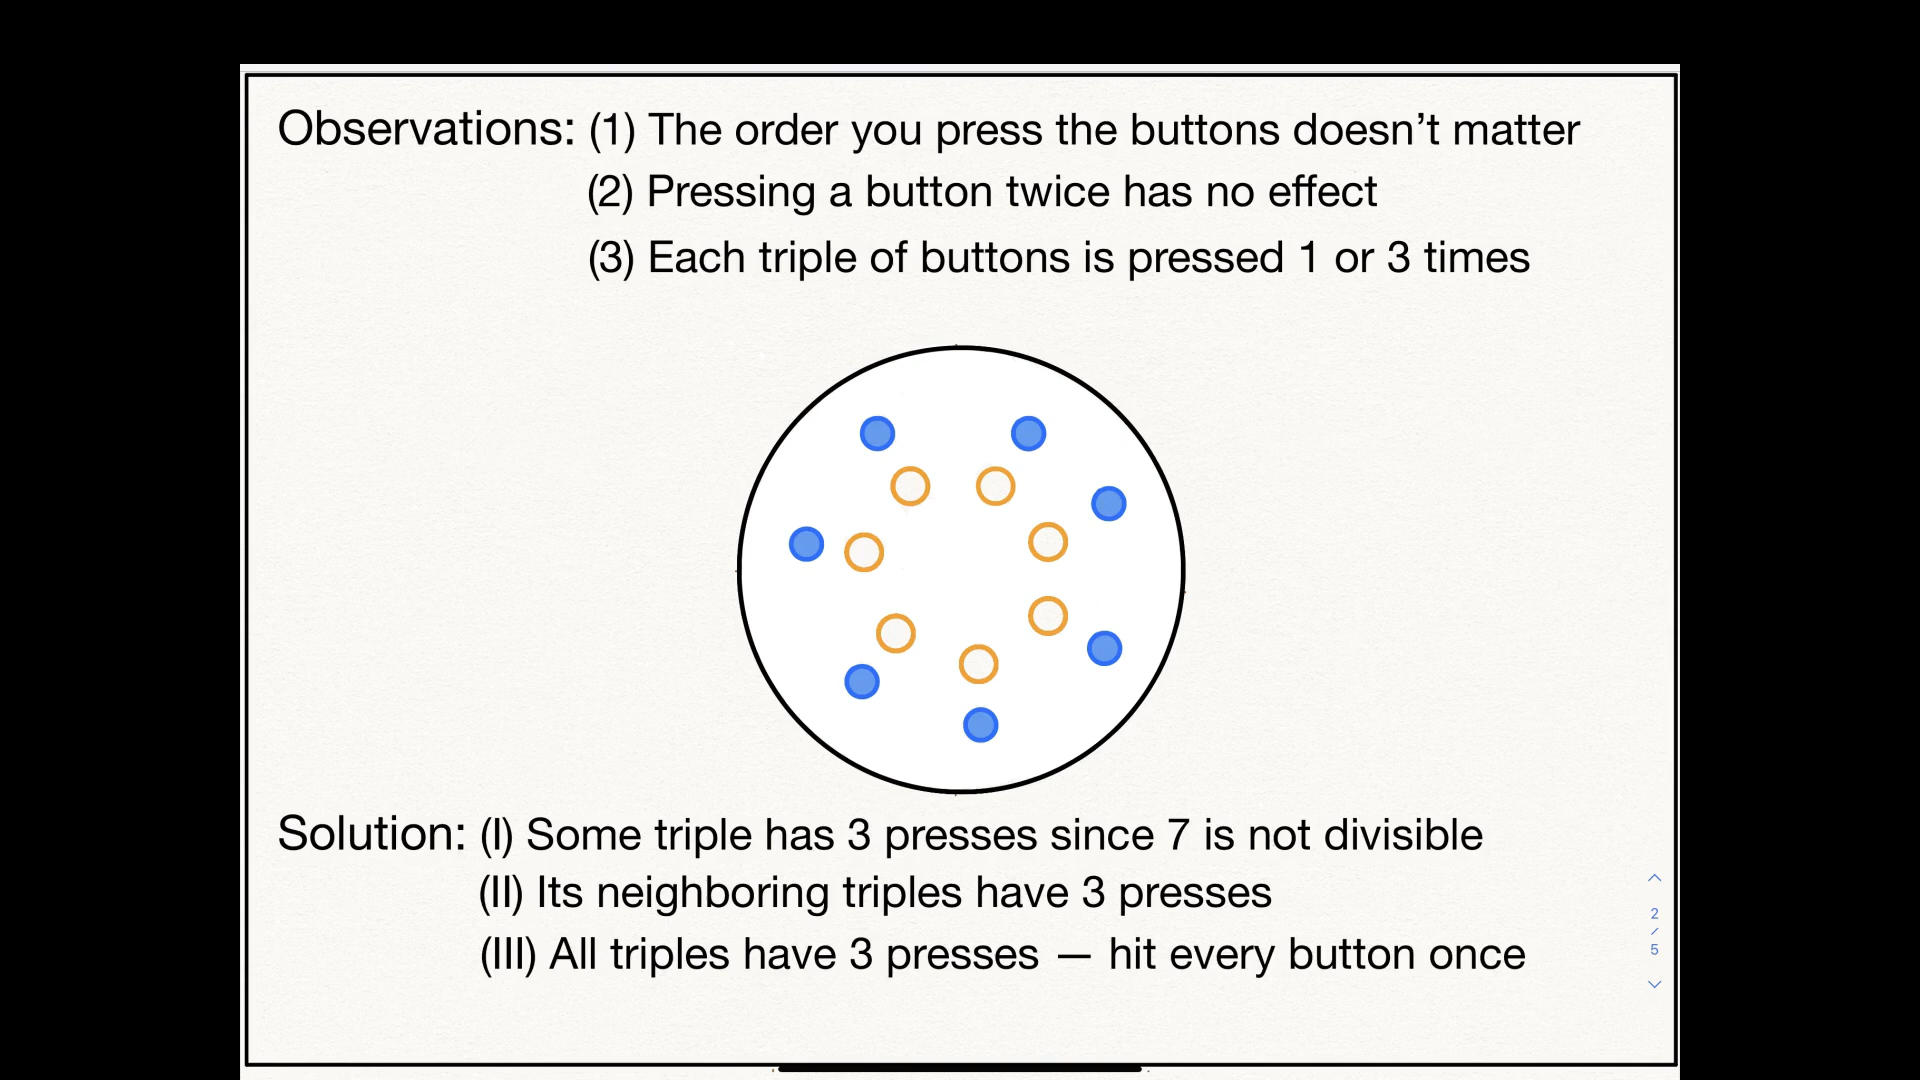 Observations: (1) The order you press the buttons doesn’t matter
(2) Pressing a button twice has no effect
(3) Each triple of buttons is pressed 1 or 3 times
Solution: (I) Some triple has 3 presses since 7 is not divisible
(II) Its neighboring triples have 3 presses
(III) All triples have 3 presses — hit every button once
2
/
5